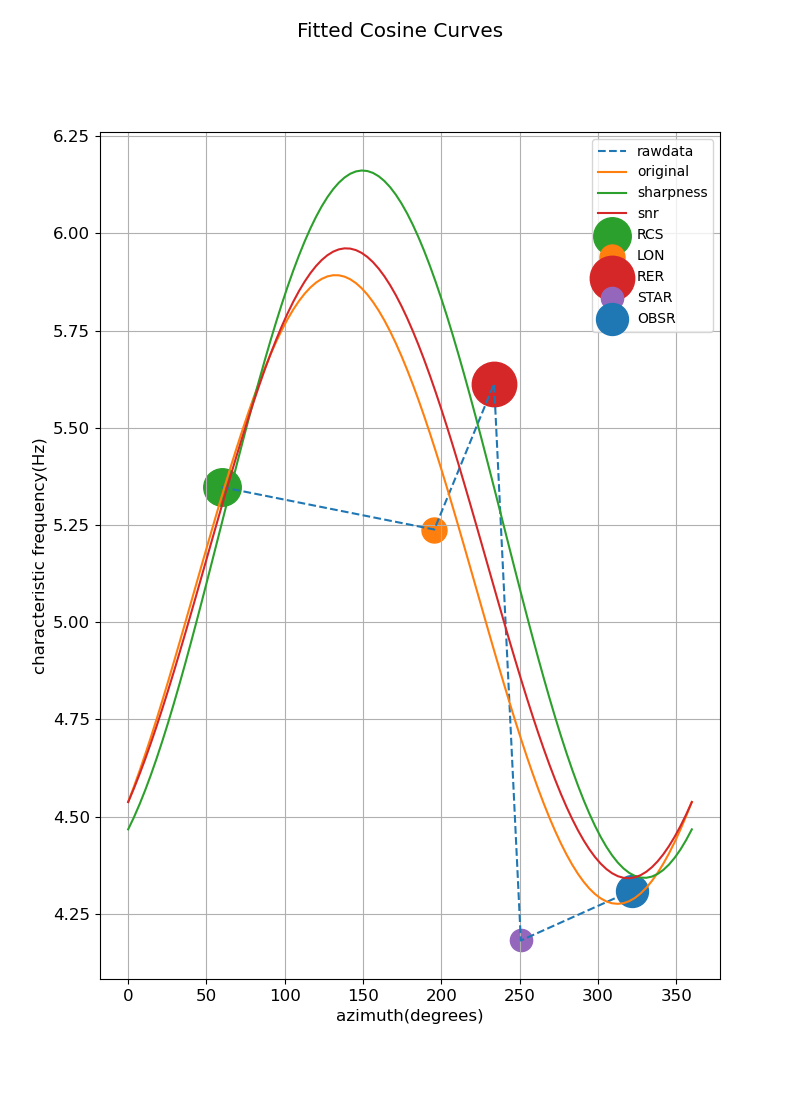 Fitted Cosine Curves
6.25
6.00
5.75
5.50
5.25
5.00
4.75
4.50
4.25
characteristic frequency(Hz)
rawdata
original
sharpness
snr
RCS
LON
RER
STAR
OBSR
0 50 100 150 200 250 300 350
azimuth(degrees)